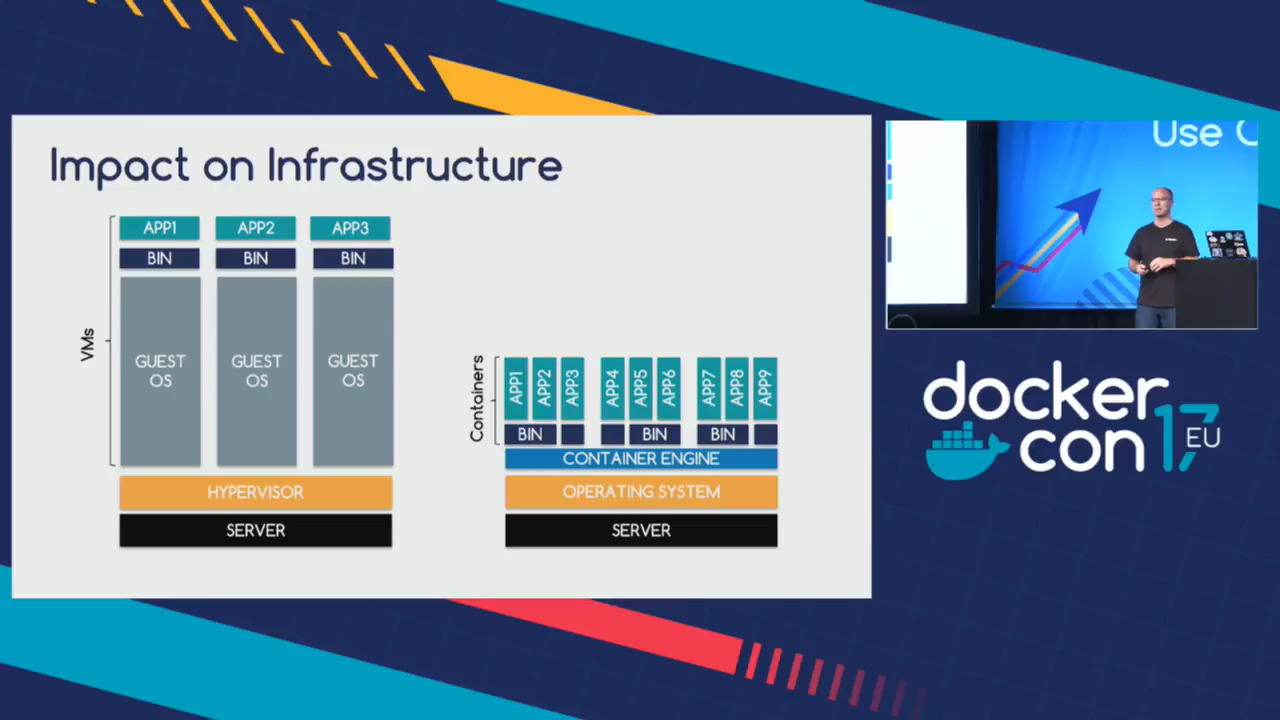 Impact on Infrastructure
VMs
APP1 APP2 APP3
BIN BIN BIN
GUEST OS GUEST OS GUEST OS
HYPERVISOR
SERVER
Containers
APP1 APP2 APP3 APP4 APP5 APP6 APP7 APP8 APP9
BIN BIN BIN
CONTAINER ENGINE
OPERATING SYSTEM
SERVER
Use
docker
con 17 EU